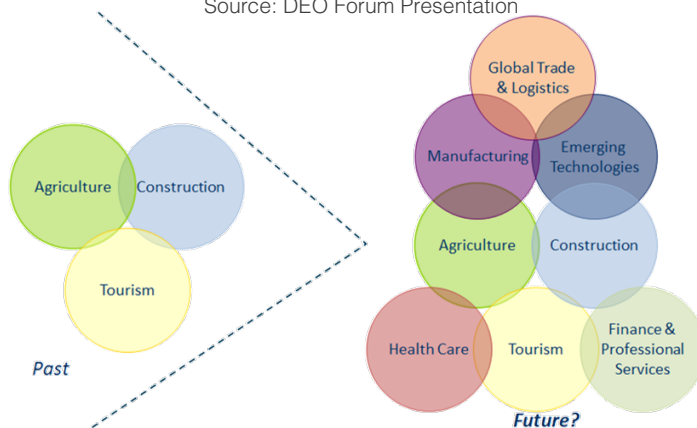 Source: DEO Forum Presentation
Agriculture
Construction
Tourism
Past
Global Trade
& Logistics
Manufacturing
Emerging
Technologies
Agriculture
Construction
Health Care
Tourism
Finance &
Professional
Services
Future?